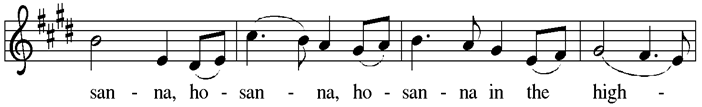 san - na, ho - san - na, ho - san - na in the high -